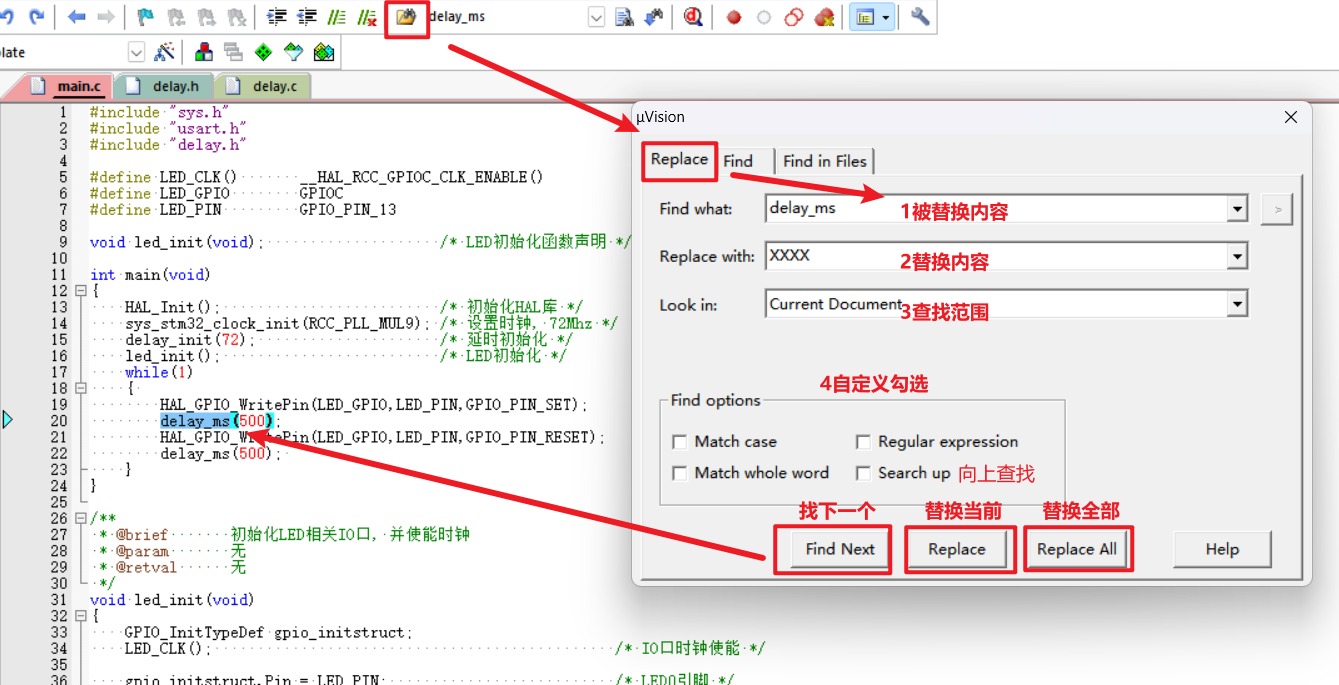 delay_ms
late
main.c delay.h delay.c
1 #include "sys.h"
2 #include "usart.h"
3 #include "delay.h"
4
5 #define LED_CLK() __HAL_RCC_GPIOC_CLK_ENABLE()
6 #define LED_GPIO GPIOC
7 #define LED_PIN GPIO_PIN_13
8
9 void led_init(void); /* LED初始化函数声明 */
10
11 int main(void)
12 {
13 HAL_Init(); /* 初始化HAL库 */
14 sys_stm32_clock_init(RCC_PLL_MUL9); /* 设置时钟, 72Mhz */
15 delay_init(72); /* 延时初始化 */
16 led_init(); /* LED初始化 */
17 while(1)
18 {
19 HAL_GPIO_WritePin(LED_GPIO,LED_PIN,GPIO_PIN_SET);
20 delay_ms(500);
21 HAL_GPIO_WritePin(LED_GPIO,LED_PIN,GPIO_PIN_RESET);
22 delay_ms(500);
23 }
24 }
25
26 /**
27 * @brief 初始化LED相关IO口, 并使能时钟
28 * @param 无
29 * @retval 无
30 */
31 void led_init(void)
32 {
33 GPIO_InitTypeDef gpio_initstruct;
34 LED_CLK(); /* IO口时钟使能 */
35
36 gpio_initstruct.Pin = LED_PIN; /* LED0引脚 */
µVision
Replace Find Find in Files
Find what: delay_ms 1被替换内容
Replace with: XXXX 2替换内容
Look in: Current Document 3查找范围
4自定义勾选
Find options
Match case Regular expression
Match whole word Search up 向上查找
找下一个 替换当前 替换全部
Find Next Replace Replace All Help